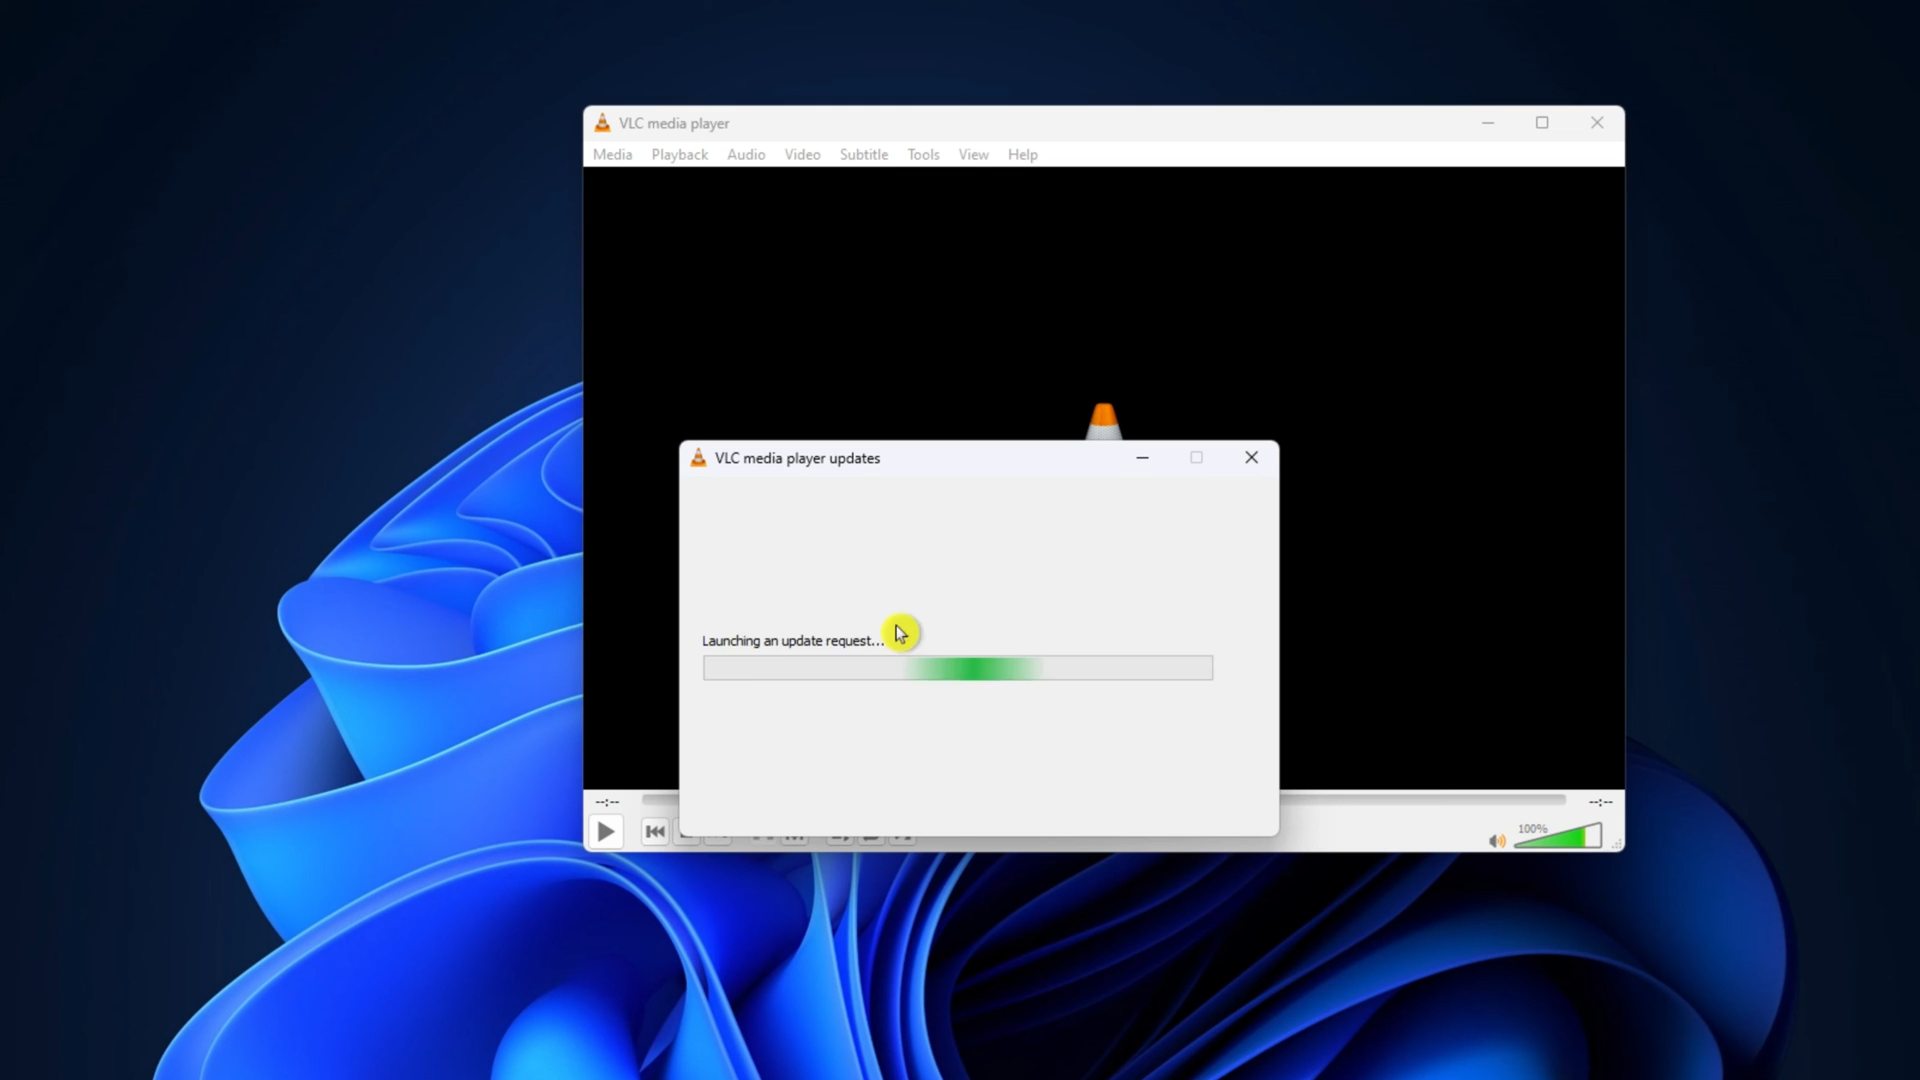 VLC media player
Media Playback Audio Video Subtitle Tools View Help
VLC media player updates
Launching an update request...
--:-- --:--
100%